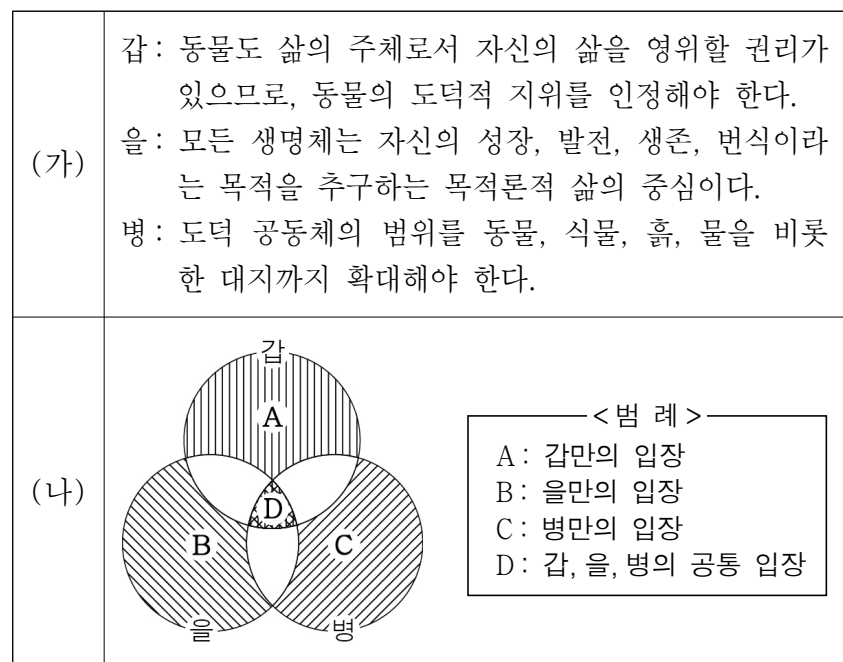 (가)
갑 : 동물도 삶의 주체로서 자신의 삶을 영위할 권리가
있으므로, 동물의 도덕적 지위를 인정해야 한다.
을 : 모든 생명체는 자신의 성장, 발전, 생존, 번식이라
는 목적을 추구하는 목적론적 삶의 중심이다.
병 : 도덕 공동체의 범위를 동물, 식물, 흙, 물을 비롯
한 대지까지 확대해야 한다.
(나)
갑
A
D
B
C
을
병
<범 례>
A : 갑만의 입장
B : 을만의 입장
C : 병만의 입장
D : 갑, 을, 병의 공통 입장